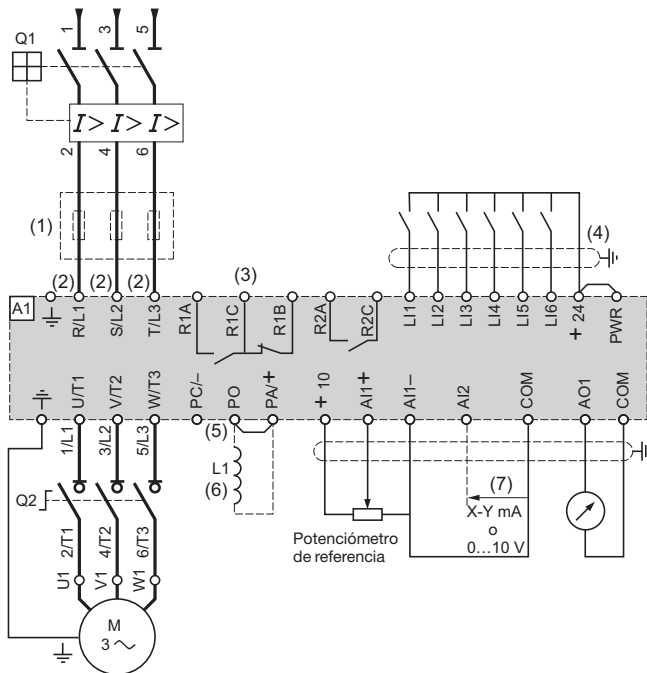 1 3 5
Q1
I> I> I>
2 4 6
(1)
(2) (2) (2) (3) (4)
A1
R/L1 S/L2 T/L3 R1A R1C R1B R2A R2C LI1 LI2 LI3 LI4 LI5 LI6 + 24 PWR
U/T1 V/T2 W/T3 PC/– PO PA/+ + 10 AI1+ AI1– AI2 COM AO1 COM
1/L1 3/L2 5/L3
(5)
L1
(6)
(7)
X-Y mA
o
0...10 V
Q2
2/T1 4/T2 6/T3
Potenciómetro
de referencia
U1 V1 W1
M
3 ~